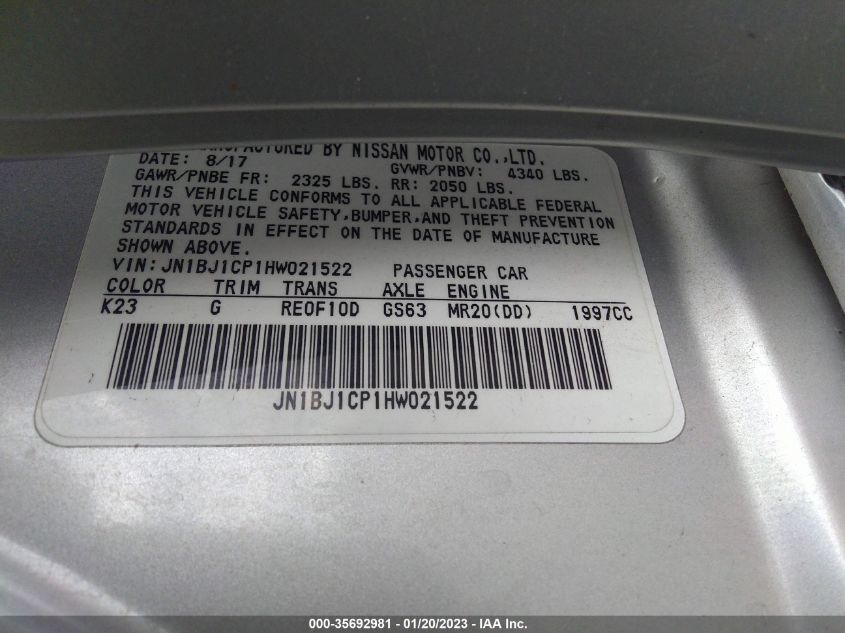 BY NISSAN MOTOR CO.,LTD.
DATE: 8/17 GVWR/PNBV: 4340 LBS.
GAWR/PNBE FR: 2325 LBS. RR: 2050 LBS.
THIS VEHICLE CONFORMS TO ALL APPLICABLE FEDERAL
MOTOR VEHICLE SAFETY,BUMPER,AND THEFT PREVENTION
STANDARDS IN EFFECT ON THE DATE OF MANUFACTURE
SHOWN ABOVE.
VIN:JN1BJ1CP1HW021522 PASSENGER CAR
COLOR TRIM TRANS AXLE ENGINE
K23 G RE0F10D GS63 MR20(DD) 1997CC
JN1BJ1CP1HW021522
000-35692981 - 01/20/2023 - IAA Inc.